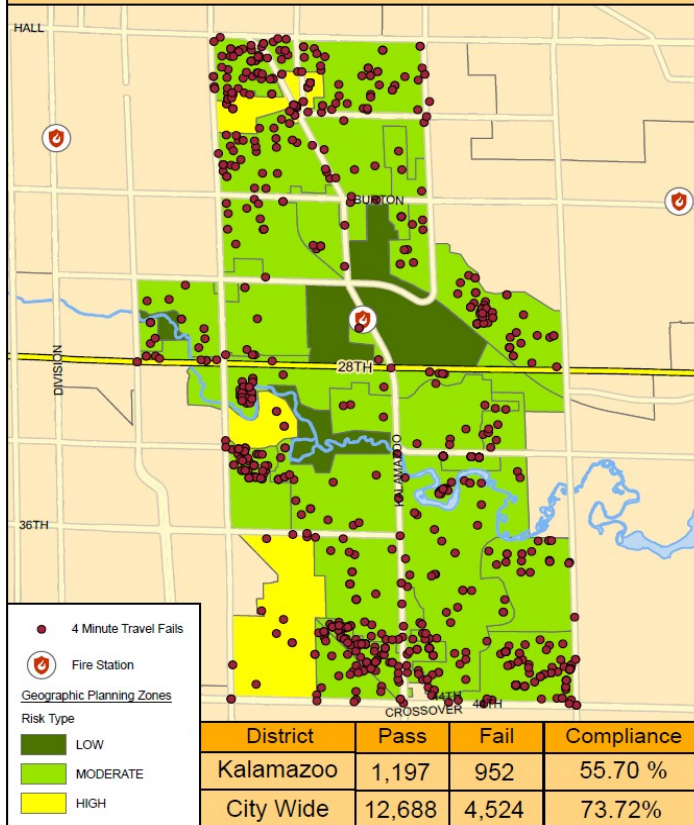 HALL
BURTON
28TH
DIVISION
KALAMAZOO
36TH
44TH
44TH
CROSSOVER
4 Minute Travel Fails
Fire Station
Geographic Planning Zones
Risk Type
LOW
MODERATE
HIGH
District Pass Fail Compliance
Kalamazoo 1,197 952 55.70 %
City Wide 12,688 4,524 73.72%